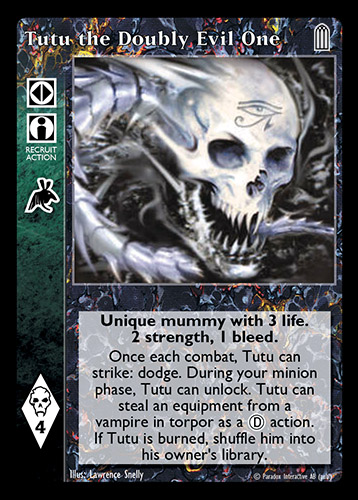 Tutu the Doubly Evil One
RECRUIT
ACTION
Unique mummy with 3 life.
2 strength, 1 bleed.
Once each combat, Tutu can
strike: dodge. During your minion
phase, Tutu can unlock. Tutu can
steal an equipment from a
vampire in torpor as a Ⓓ action.
If Tutu is burned, shuffle him into
his owner's library.
4
Illus: Lawrence Snelly
© Paradox Interactive AB (publ)